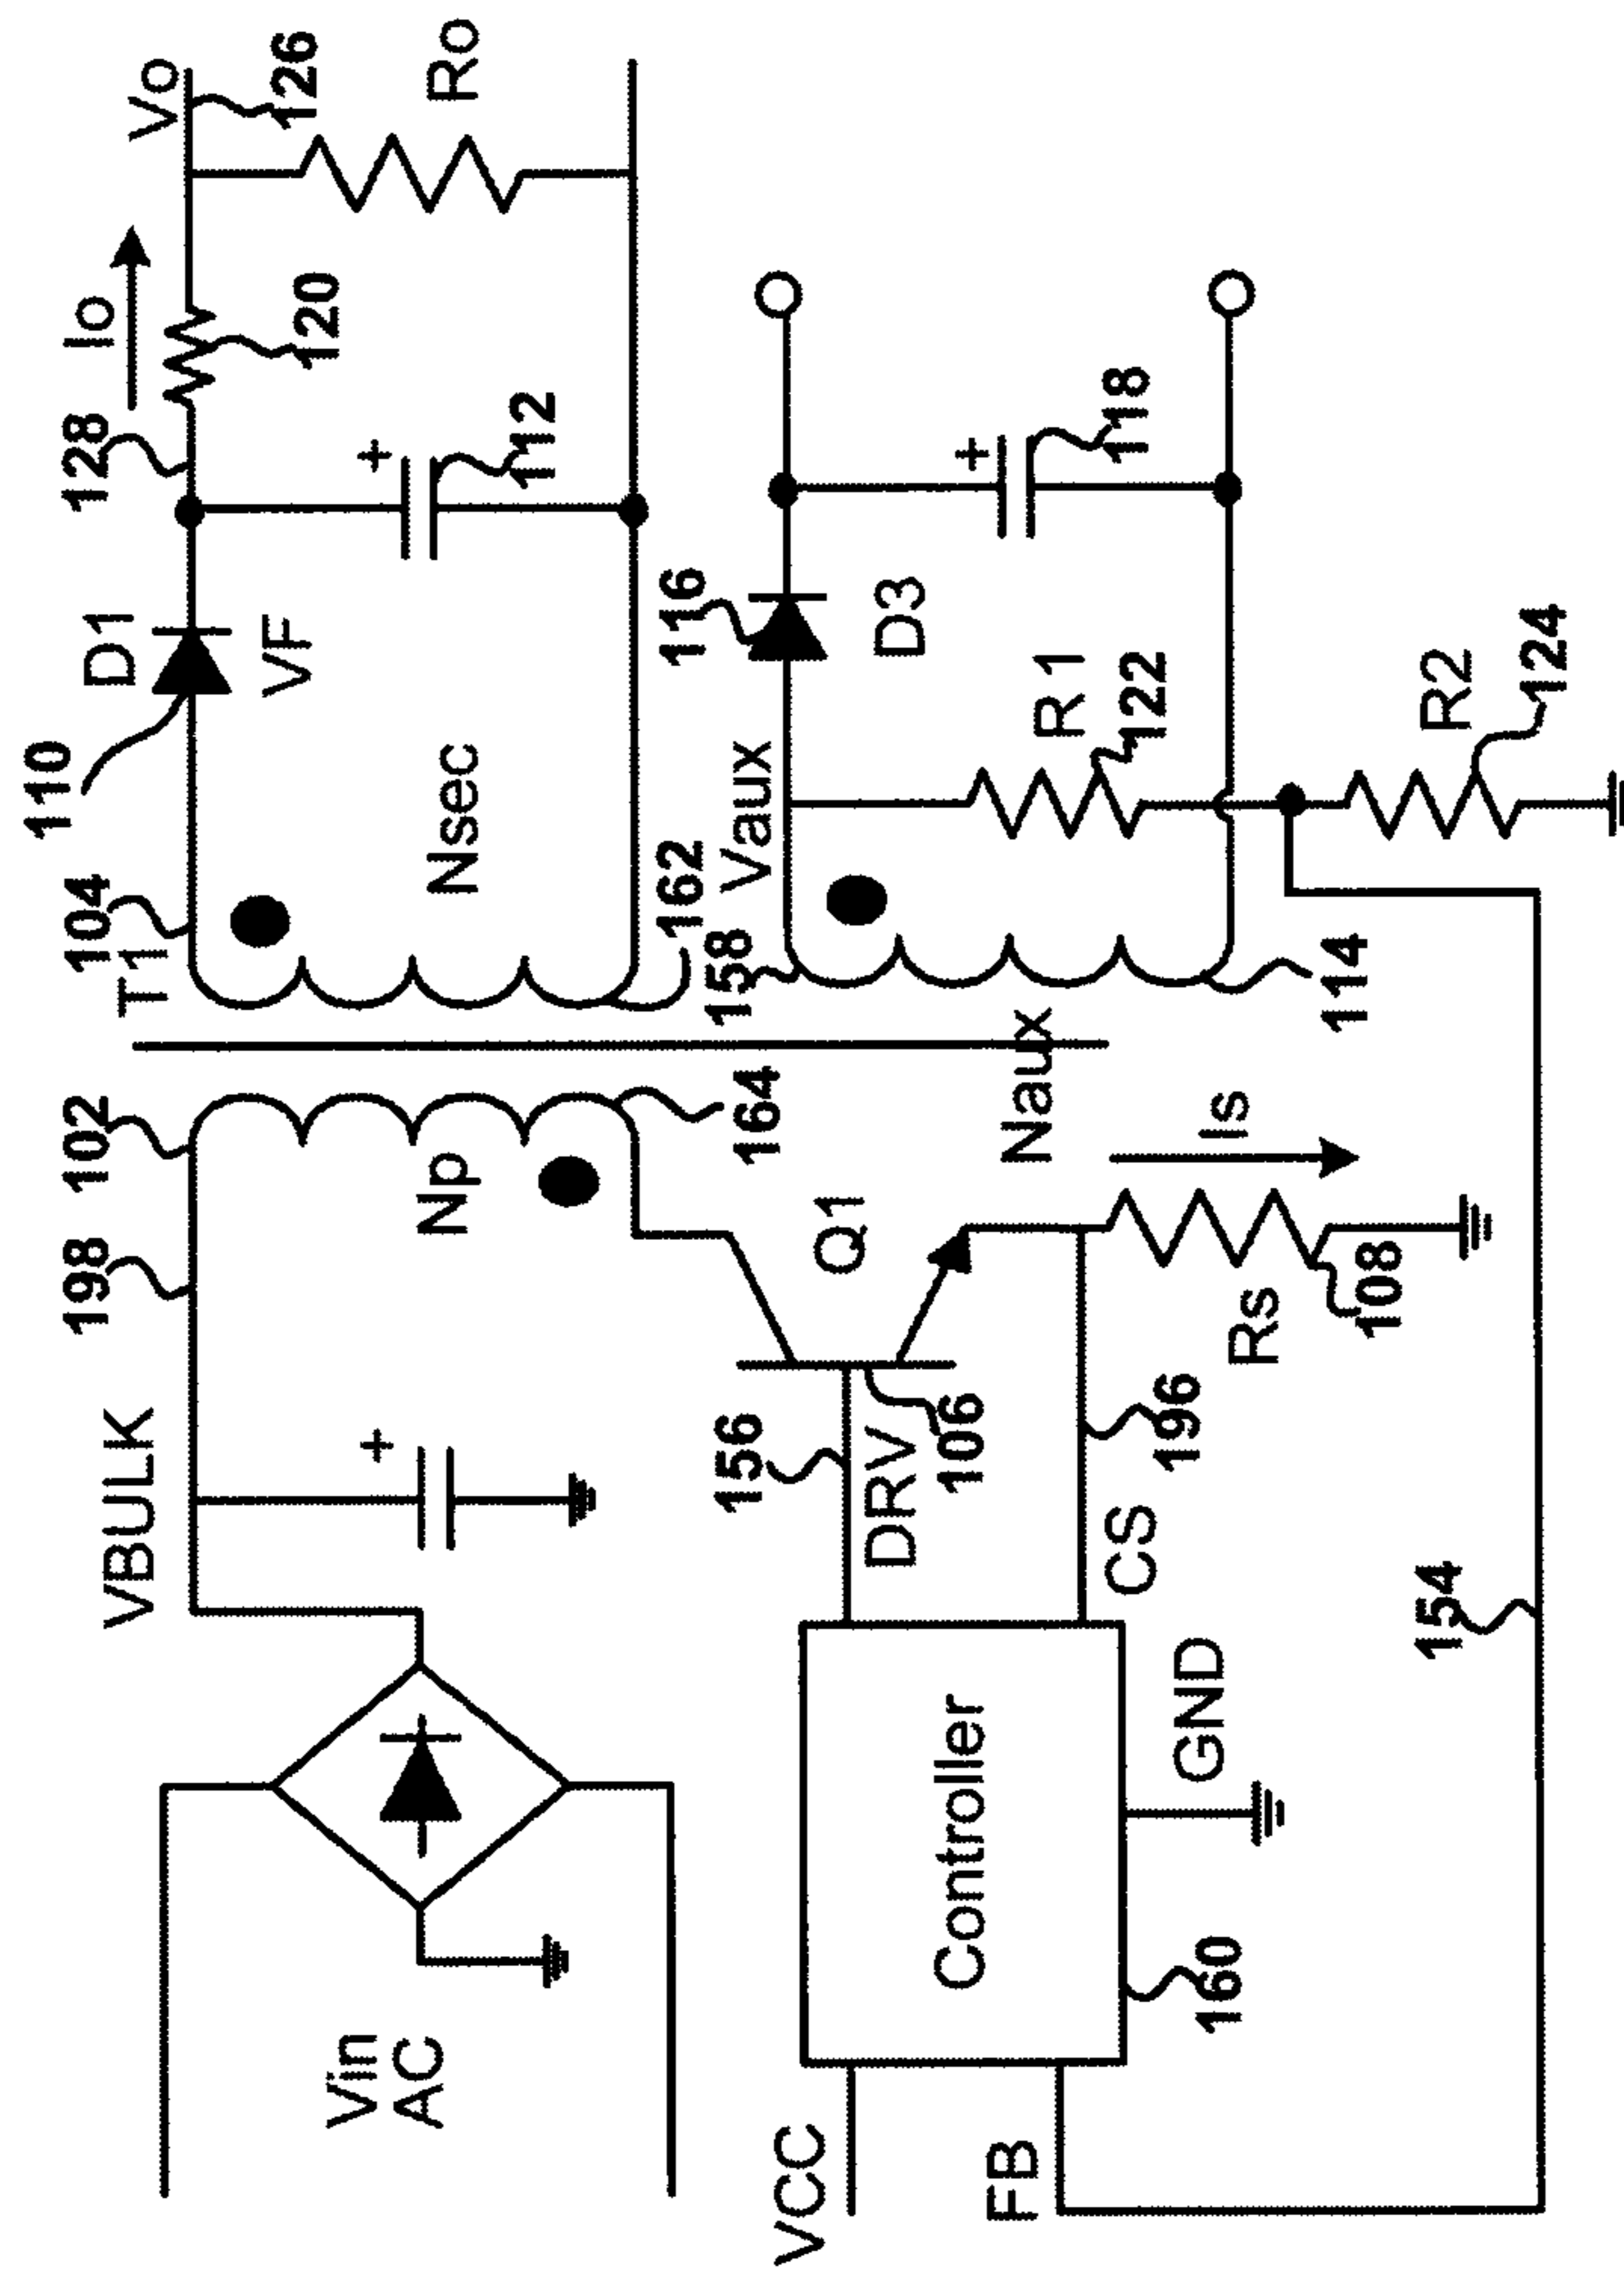 Vin
AC
VBULK
198
102
T1
104
110
D1
VF
128
Io
120
Vo
126
Ro
112
Np
164
Nsec
162
158
Vaux
116
D3
118
R1
122
R2
124
114
Naux
Q1
106
156
DRV
CS
196
Rs
108
Is
Controller
VCC
FB
160
GND
154